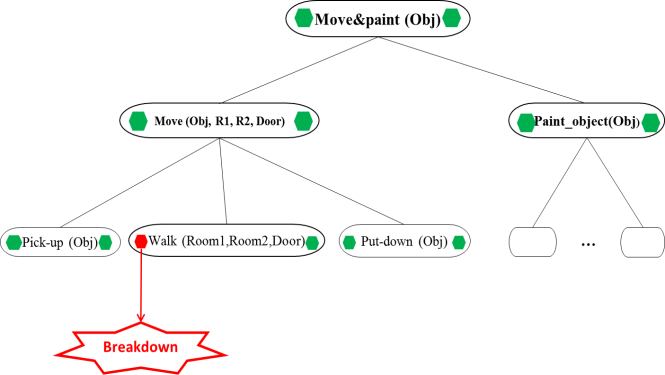 Move&paint (Obj)
Move (Obj, R1, R2, Door)
Paint_object(Obj)
Pick-up (Obj)
Walk (Room1,Room2,Door)
Put-down (Obj)
...
Breakdown